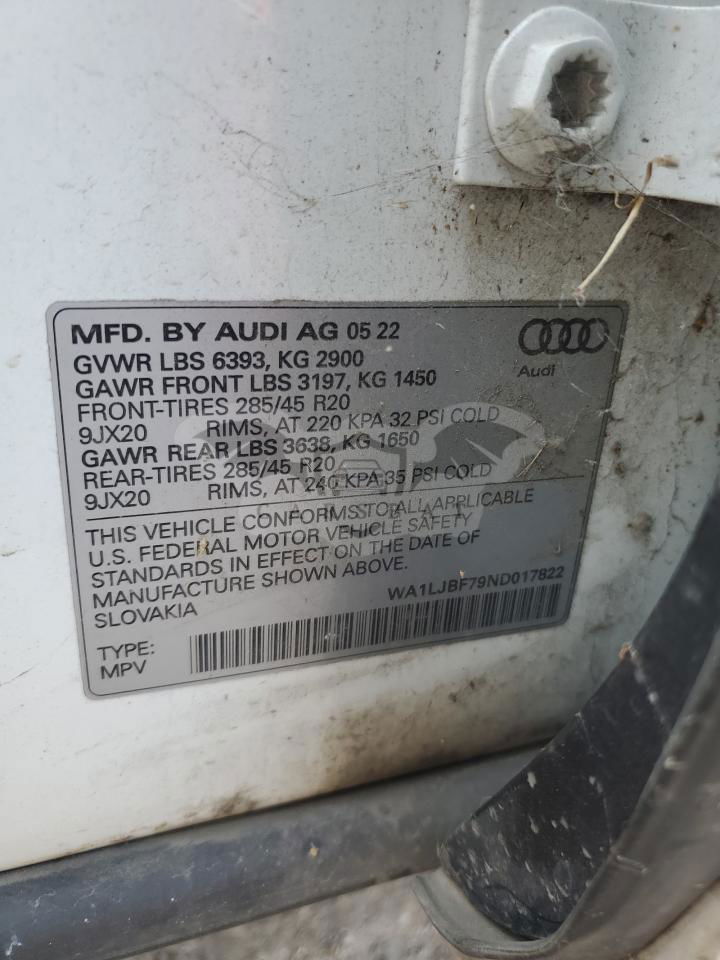 MFD. BY AUDI AG 05 22
Audi
GVWR LBS 6393, KG 2900
GAWR FRONT LBS 3197, KG 1450
FRONT-TIRES 285/45 R20
9JX20 RIMS, AT 220 KPA 32 PSI COLD
GAWR REAR LBS 3638, KG 1650
REAR-TIRES 285/45 R20
9JX20 RIMS, AT 240 KPA 35 PSI COLD
THIS VEHICLE CONFORMS TO ALL APPLICABLE
U.S. FEDERAL MOTOR VEHICLE SAFETY
STANDARDS IN EFFECT ON THE DATE OF
MANUFACTURE SHOWN ABOVE.
SLOVAKIA
WA1LJBF79ND017822
TYPE:
MPV